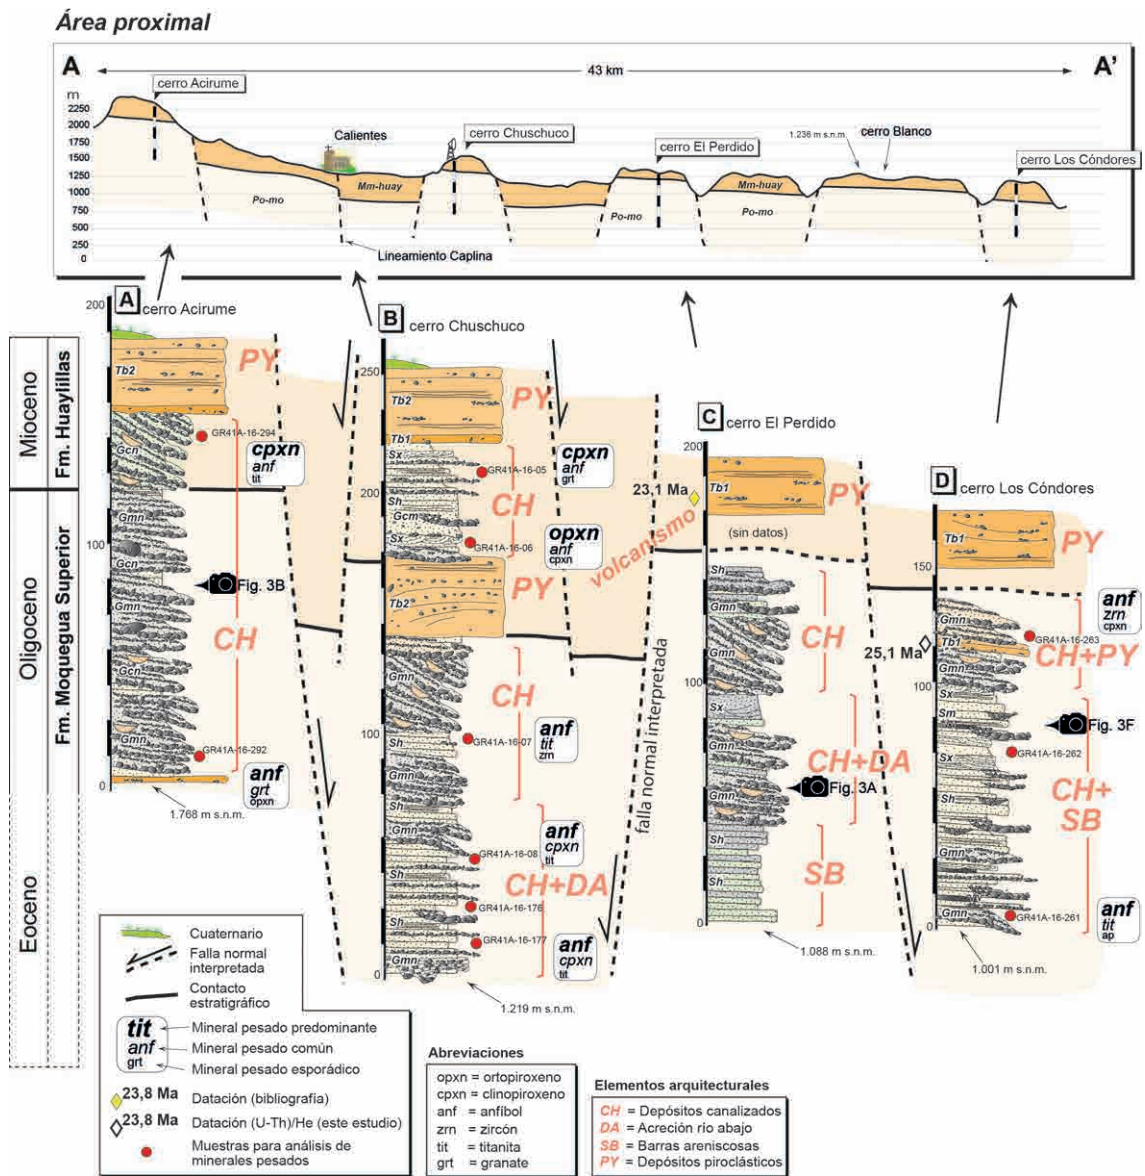 Área proximal
A
43 km
A'
m
2250
2000
1750
1500
1250
1000
750
500
250
0
cerro Acirume
Calientes
cerro Chuschuco
cerro El Perdido
1.236 m s.n.m.
cerro Blanco
cerro Los Cóndores
Po-mo
Mm-huay
Po-mo
Mm-huay
Po-mo
Lineamiento Caplina
Mioceno
Oligoceno
Eoceno
Fm. Huaylillas
Fm. Moquegua Superior
A
cerro Acirume
200
100
0
Tb2
PY
Gcn
GR41A-16-294
cpxn
anf
tit
Gmn
Gcn
Fig. 3B
CH
Gcn
Gmn
GR41A-16-292
anf
grt
opxn
1.768 m s.n.m.
B
cerro Chuschuco
250
200
100
0
Tb2
PY
Tb1
Sx
GR41A-16-05
cpxn
anf
grt
Sh
CH
Gcm
Sx
GR41A-16-06
opxn
anf
cpxn
Tb2
PY
Gmn
CH
Sh
GR41A-16-07
anf
tit
zrn
Gmn
Gmn
GR41A-16-08
anf
cpxn
tit
Sh
CH+DA
GR41A-16-176
Sh
GR41A-16-177
anf
cpxn
tit
Gmn
1.219 m s.n.m.
volcanismo
falla normal interpretada
C
cerro El Perdido
200
100
0
23,1 Ma
Tb1
PY
(sin datos)
Sh
Gmn
CH
Gmn
Sx
CH+DA
Gmn
Fig. 3A
Sh
SB
Sh
1.088 m s.n.m.
D
cerro Los Cóndores
150
100
0
Tb1
PY
anf
zrn
cpxn
Gmn
GR41A-16-263
25,1 Ma
Tb1
CH+PY
Gmn
Sx
Sm
Fig. 3F
GR41A-16-262
Sx
CH+
SB
Sh
Gmn
Sh
Gmn
GR41A-16-261
anf
tit
ap
1.001 m s.n.m.
Cuaternario
Falla normal
interpretada
Contacto
estratigráfico
tit
Mineral pesado predominante
anf
Mineral pesado común
grt
Mineral pesado esporádico
23,8 Ma
Datación (bibliografía)
23,8 Ma
Datación (U-Th)/He (este estudio)
Muestras para análisis de
minerales pesados
Abreviaciones
opxn = ortopiroxeno
cpxn = clinopiroxeno
anf = anfíbol
zrn = zircón
tit = titanita
grt = granate
Elementos arquitecturales
CH = Depósitos canalizados
DA = Acreción río abajo
SB = Barras areniscosas
PY = Depósitos piroclásticos